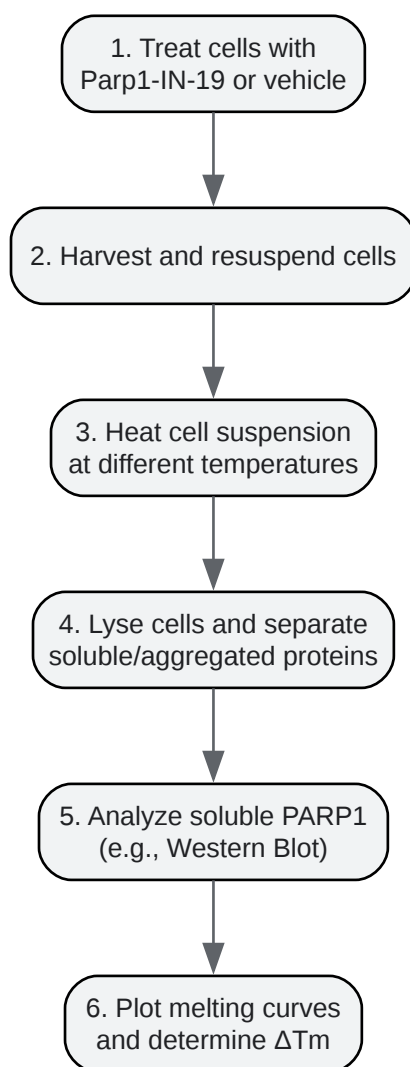 1. Treat cells with
Parp1-IN-19 or vehicle
2. Harvest and resuspend cells
3. Heat cell suspension
at different temperatures
4. Lyse cells and separate
soluble/aggregated proteins
5. Analyze soluble PARP1
(e.g., Western Blot)
6. Plot melting curves
and determine ΔTm